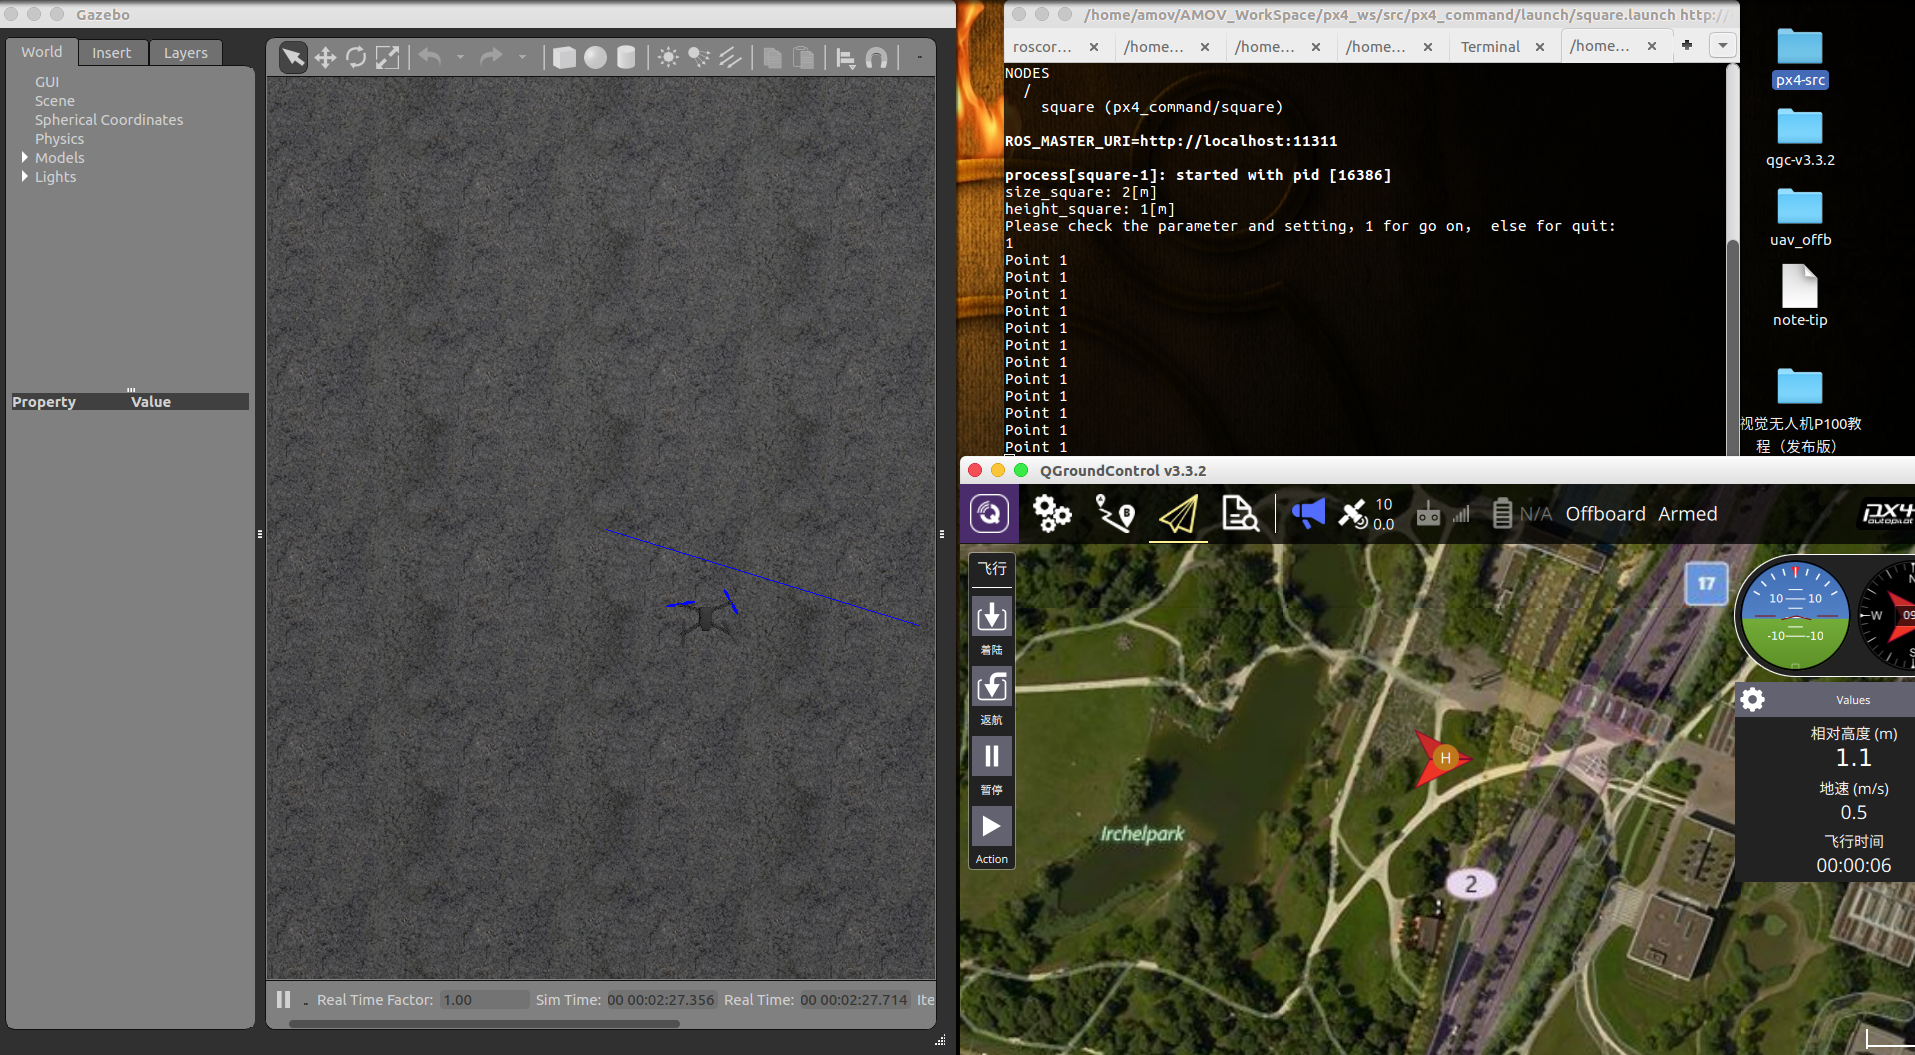 Gazebo
World Insert Layers
GUI
Scene
Spherical Coordinates
Physics
Models
Lights
Property Value
Real Time Factor: 1.00 Sim Time: 00 00:02:27.356 Real Time: 00 00:02:27.714 Ite
/home/amov/AMOV_WorkSpace/px4_ws/src/px4_command/launch/square.launch http:/
roscor... /home... /home... /home... Terminal /home...
NODES
/
square (px4_command/square)
ROS_MASTER_URI=http://localhost:11311
process[square-1]: started with pid [16386]
size_square: 2[m]
height_square: 1[m]
Please check the parameter and setting, 1 for go on, else for quit:
1
Point 1
Point 1
Point 1
Point 1
Point 1
Point 1
Point 1
Point 1
Point 1
Point 1
Point 1
Point 1
px4-src
qgc-v3.3.2
uav_offb
note-tip
视觉无人机P100教
程（发布版）
QGroundControl v3.3.2
10
0.0
N/A Offboard Armed
px4
autopilot
飞行
着陆
返航
暂停
Action
17
10 10
-10 -10
N
W
09
S
Values
相对高度 (m)
1.1
地速 (m/s)
0.5
飞行时间
00:00:06
H
B
Irchelpark
2